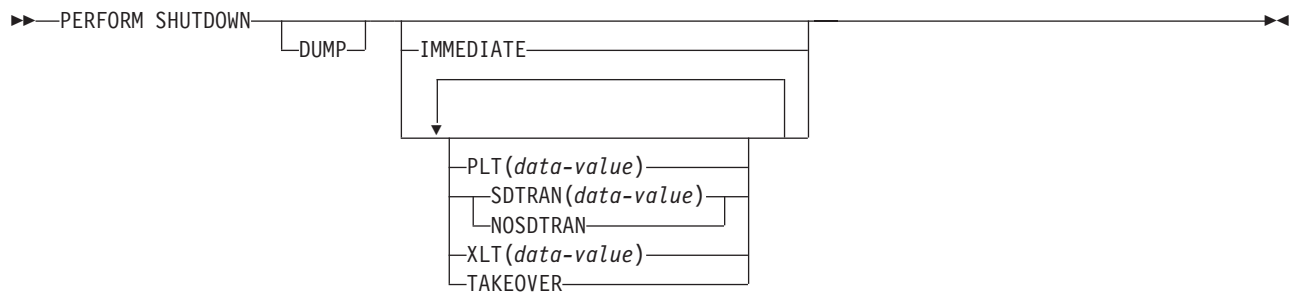 PERFORM SHUTDOWN
DUMP
IMMEDIATE
PLT(data-value)
SDTRAN(data-value)
NOSDTRAN
XLT(data-value)
TAKEOVER